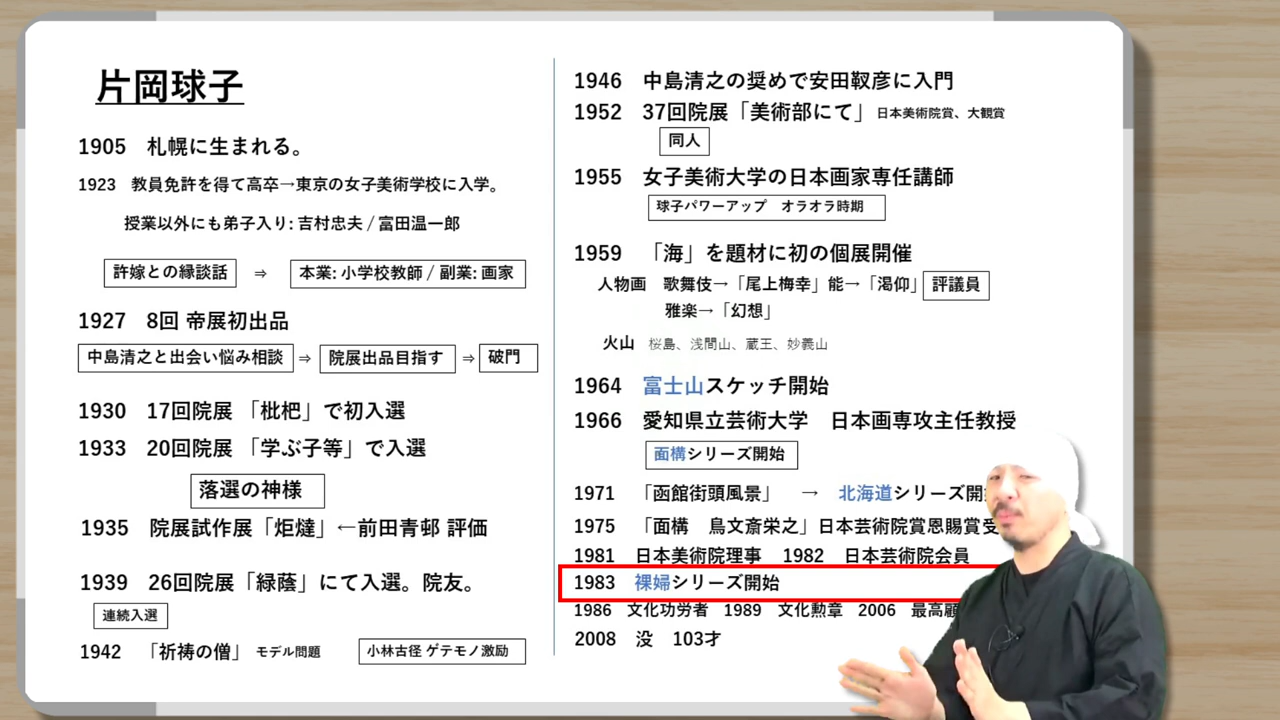 片岡球子
1905 札幌に生まれる。
1923 教員免許を得て高卒→東京の女子美術学校に入学。
授業以外にも弟子入り: 吉村忠夫 / 富田温一郎
許嫁との縁談話 ⇒ 本業: 小学校教師 / 副業: 画家
1927 8回 帝展初出品
中島清之と出会い悩み相談 ⇒ 院展出品目指す ⇒ 破門
1930 17回院展 「枇杷」で初入選
1933 20回院展 「学ぶ子等」で入選
落選の神様
1935 院展試作展「炬燵」←前田青邨 評価
1939 26回院展「緑蔭」にて入選。院友。
連続入選
1942 「祈祷の僧」 モデル問題 小林古径 ゲテモノ激励
1946 中島清之の奨めで安田靫彦に入門
1952 37回院展「美術部にて」 日本美術院賞、大観賞
同人
1955 女子美術大学の日本画家専任講師
球子パワーアップ オラオラ時期
1959 「海」を題材に初の個展開催
人物画 歌舞伎→「尾上梅幸」能→「渇仰」 評議員
雅楽→「幻想」
火山 桜島、浅間山、蔵王、妙義山
1964 富士山スケッチ開始
1966 愛知県立芸術大学 日本画専攻主任教授
面構シリーズ開始
1971 「函館街頭風景」 → 北海道シリーズ開
1975 「面構 鳥文斎栄之」日本芸術院賞恩賜賞受
1981 日本美術院理事 1982 日本芸術院会員
1983 裸婦シリーズ開始
1986 文化功労者 1989 文化勲章 2006 最高顧
2008 没 103才